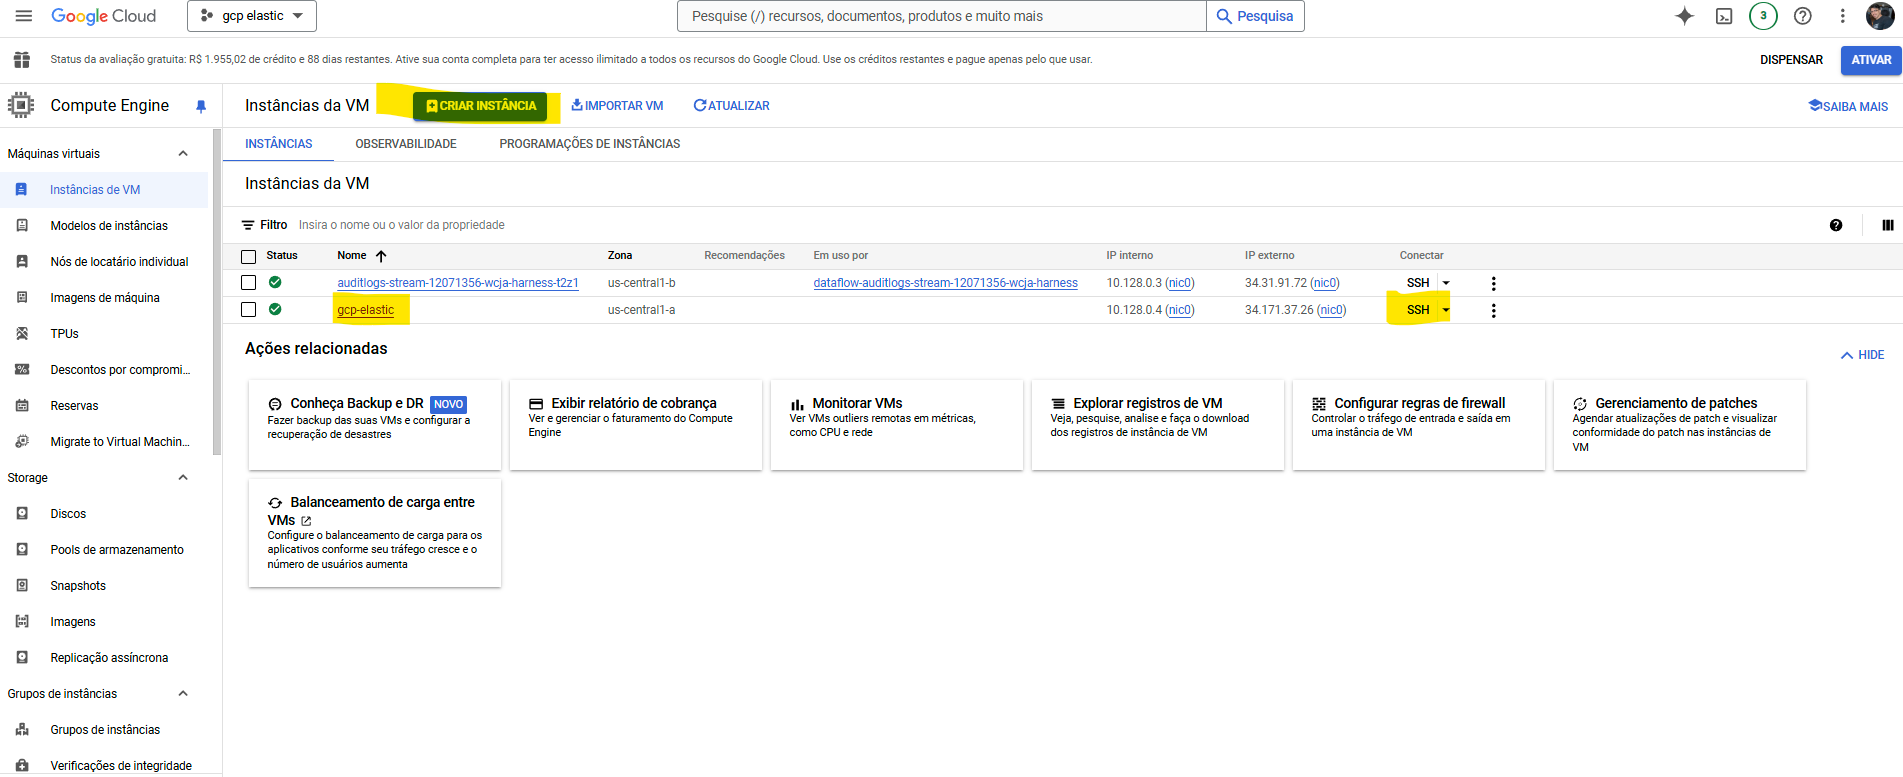 Google Cloud
gcp elastic
Pesquise (/) recursos, documentos, produtos e muito mais
Pesquisa
3
Status da avaliação gratuita: R$ 1.955,02 de crédito e 88 dias restantes. Ative sua conta completa para ter acesso ilimitado a todos os recursos do Google Cloud. Use os créditos restantes e pague apenas pelo que usar.
DISPENSAR
ATIVAR
Compute Engine
Instâncias da VM
CRIAR INSTÂNCIA
IMPORTAR VM
ATUALIZAR
SAIBA MAIS
Máquinas virtuais
Instâncias de VM
Modelos de instâncias
Nós de locatário individual
Imagens de máquina
TPUs
Descontos por compromi...
Reservas
Migrate to Virtual Machin...
Storage
Discos
Pools de armazenamento
Snapshots
Imagens
Replicação assíncrona
Grupos de instâncias
Grupos de instâncias
Verificações de integridade
INSTÂNCIAS
OBSERVABILIDADE
PROGRAMAÇÕES DE INSTÂNCIAS
Instâncias da VM
Filtro
Insira o nome ou o valor da propriedade
Status
Nome
Zona
Recomendações
Em uso por
IP interno
IP externo
Conectar
auditlogs-stream-12071356-wcja-harness-t2z1
us-central1-b
dataflow-auditlogs-stream-12071356-wcja-harness
10.128.0.3 (nic0)
34.31.91.72 (nic0)
SSH
gcp-elastic
us-central1-a
10.128.0.4 (nic0)
34.171.37.26 (nic0)
SSH
Ações relacionadas
HIDE
Conheça Backup e DR NOVO
Fazer backup das suas VMs e configurar a
recuperação de desastres
Exibir relatório de cobrança
Ver e gerenciar o faturamento do Compute
Engine
Monitorar VMs
Ver VMs outliers remotas em métricas,
como CPU e rede
Explorar registros de VM
Veja, pesquise, analise e faça o download
dos registros de instância de VM
Configurar regras de firewall
Controlar o tráfego de entrada e saída em
uma instância de VM
Gerenciamento de patches
Agendar atualizações de patch e visualizar
conformidade do patch nas instâncias de
VM
Balanceamento de carga entre
VMs
Configure o balanceamento de carga para os
aplicativos conforme seu tráfego cresce e o
número de usuários aumenta